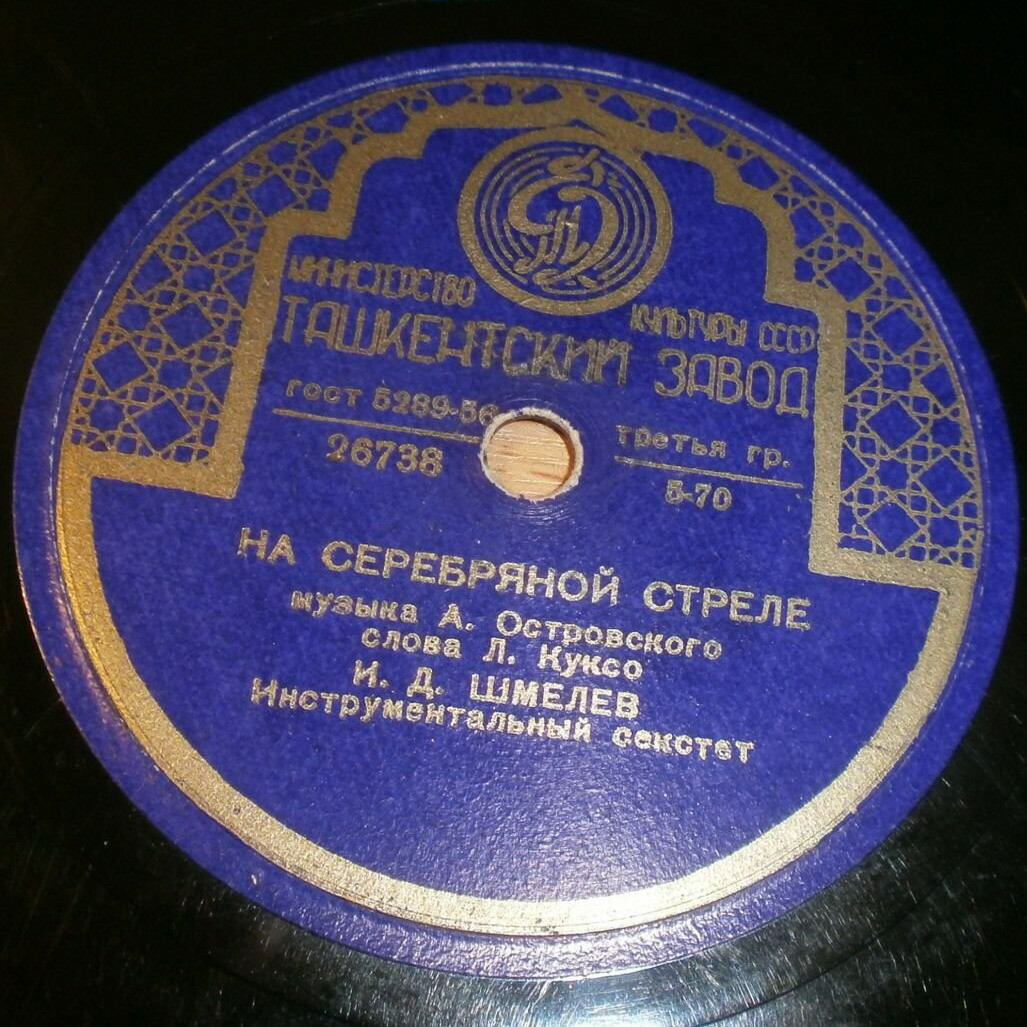 МИНИСТЕРСТВО КУЛЬТУРЫ СССР
ТАШКЕНТСКИЙ ЗАВОД
ГОСТ 5289-56 третья гр.
26738 5-70
НА СЕРЕБРЯНОЙ СТРЕЛЕ
музыка А. Островского
слова Л. Куксо
И. Д. ШМЕЛЕВ
Инструментальный секстет